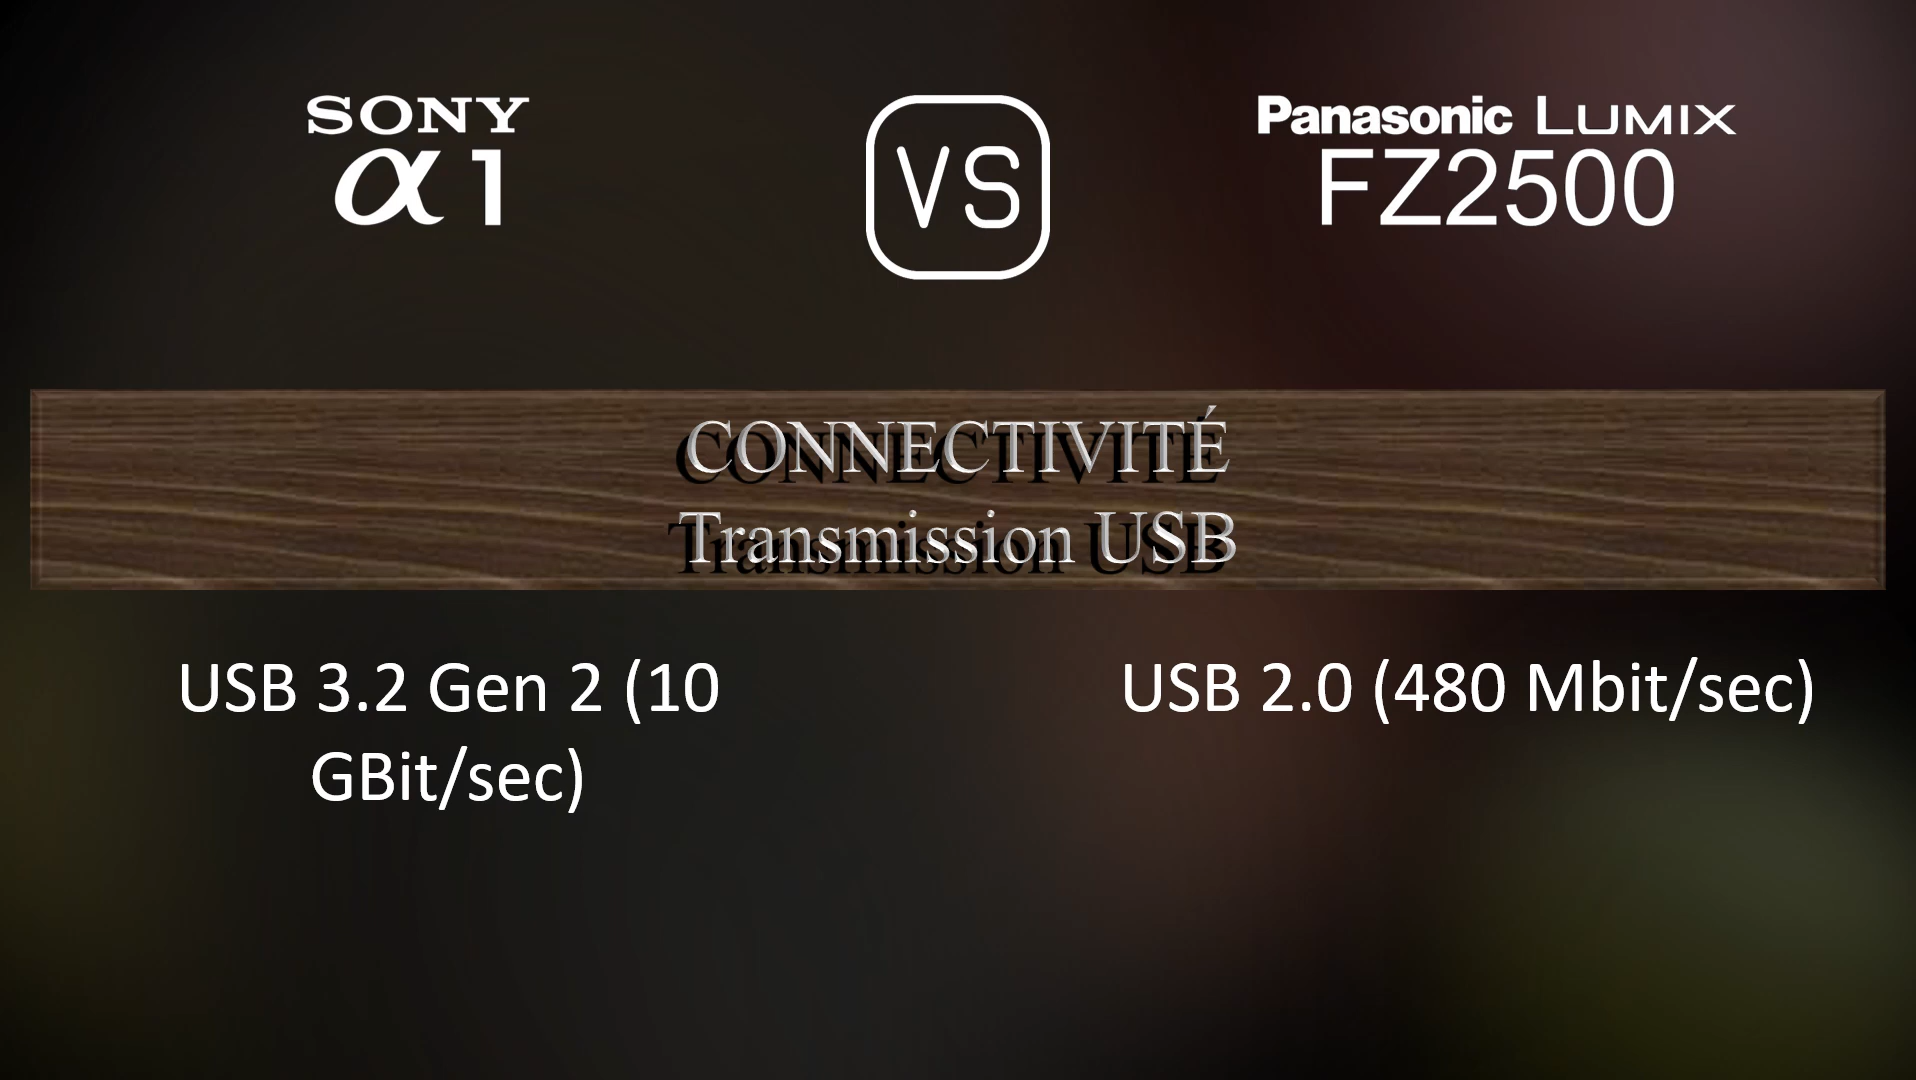 SONY
α1
VS
Panasonic LUMIX
FZ2500
CONNECTIVITÉ
Transmission USB
USB 3.2 Gen 2 (10
GBit/sec)
USB 2.0 (480 Mbit/sec)